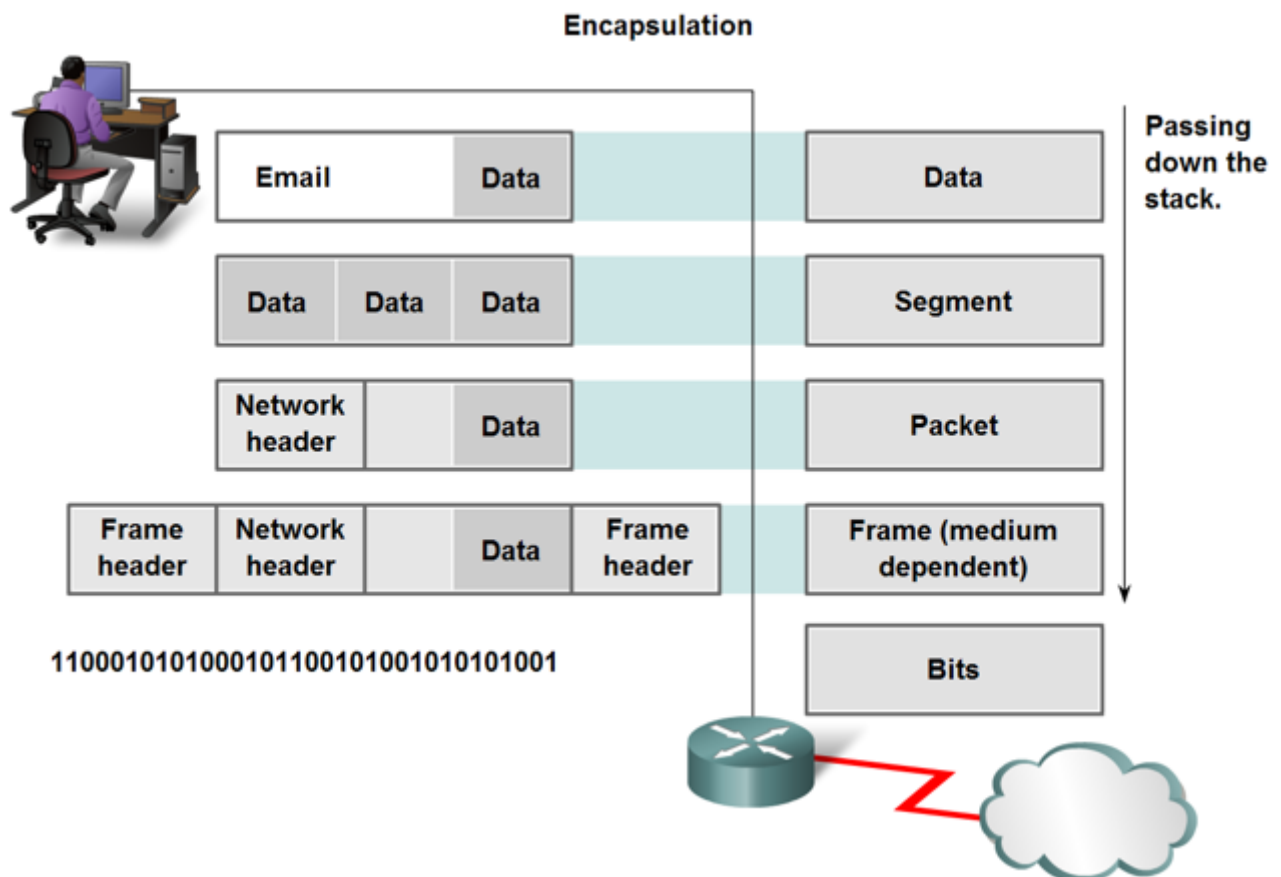 Encapsulation
Passing
down the
stack.
Email
Data
Data
Data
Data
Data
Segment
Network
header
Data
Packet
Frame
header
Network
header
Data
Frame
header
Frame (medium
dependent)
1100010101000101100101001010101001
Bits